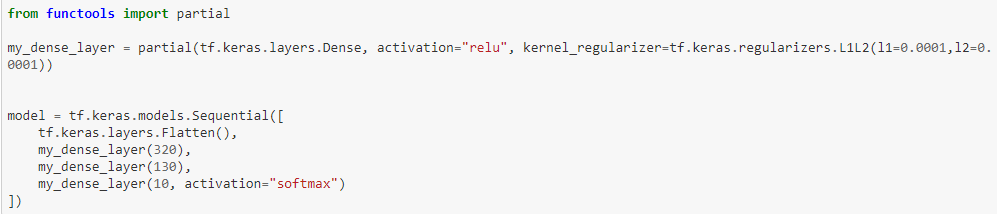 from functools import partial
my_dense_layer = partial(tf.keras.layers.Dense, activation="relu", kernel_regularizer=tf.keras.regularizers.L1L2(l1=0.0001,l2=0.
0001))
model = tf.keras.models.Sequential([
    tf.keras.layers.Flatten(),
    my_dense_layer(320),
    my_dense_layer(130),
    my_dense_layer(10, activation="softmax")
])